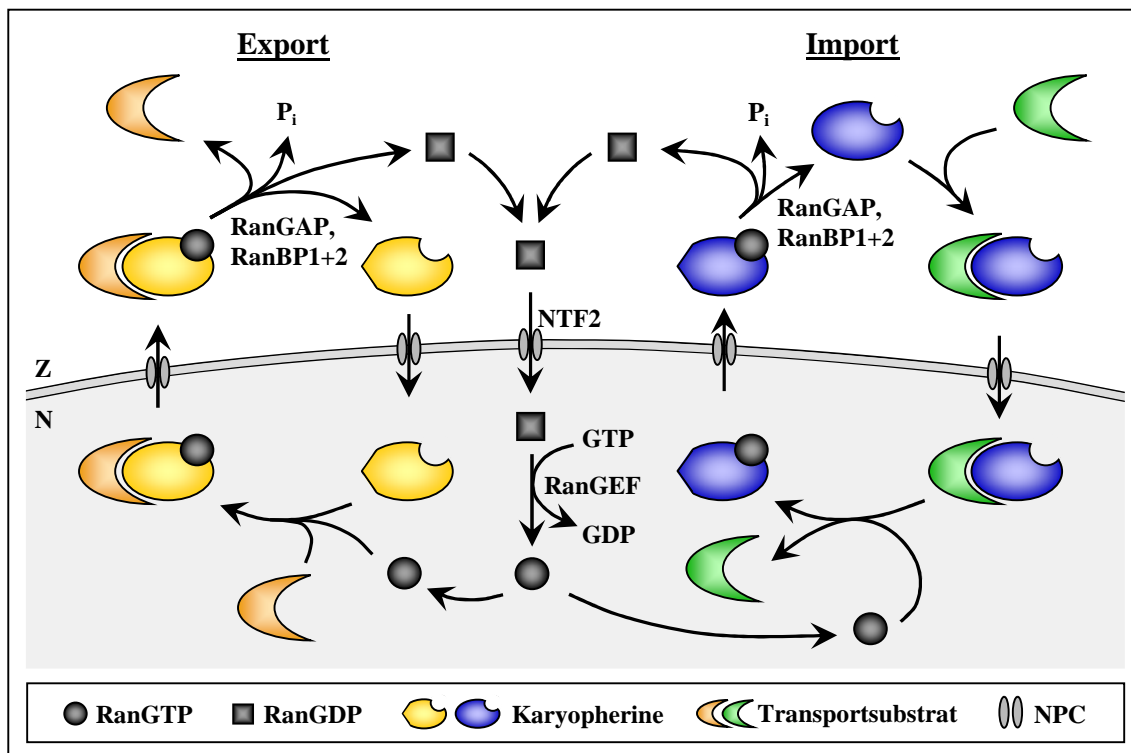 Export
Import
Pi
Pi
RanGAP,
RanBP1+2
RanGAP,
RanBP1+2
NTF2
Z
N
GTP
RanGEF
GDP
RanGTP
RanGDP
Karyopherine
Transportsubstrat
NPC